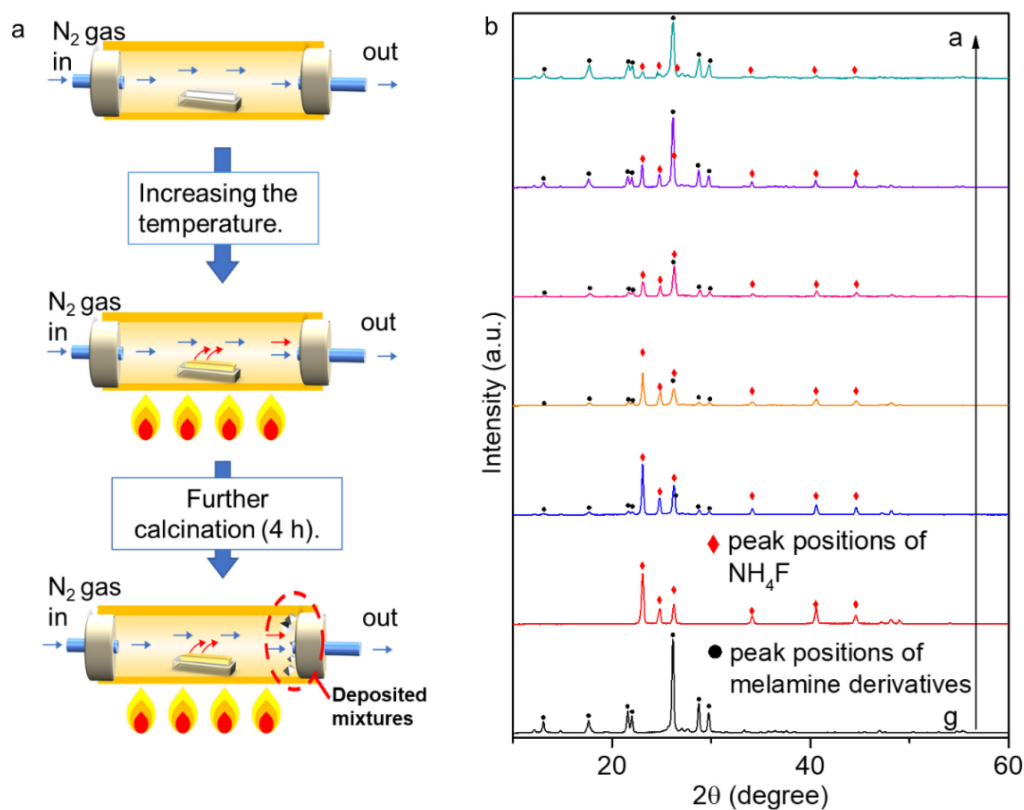 a
N2 gas
in
out
Increasing the
temperature.
N2 gas
in
out
Further
calcination (4 h).
N2 gas
in
out
Deposited
mixtures
b
a
Intensity (a.u.)
peak positions of
NH4F
peak positions of
melamine derivatives
g
20
40
60
2θ (degree)